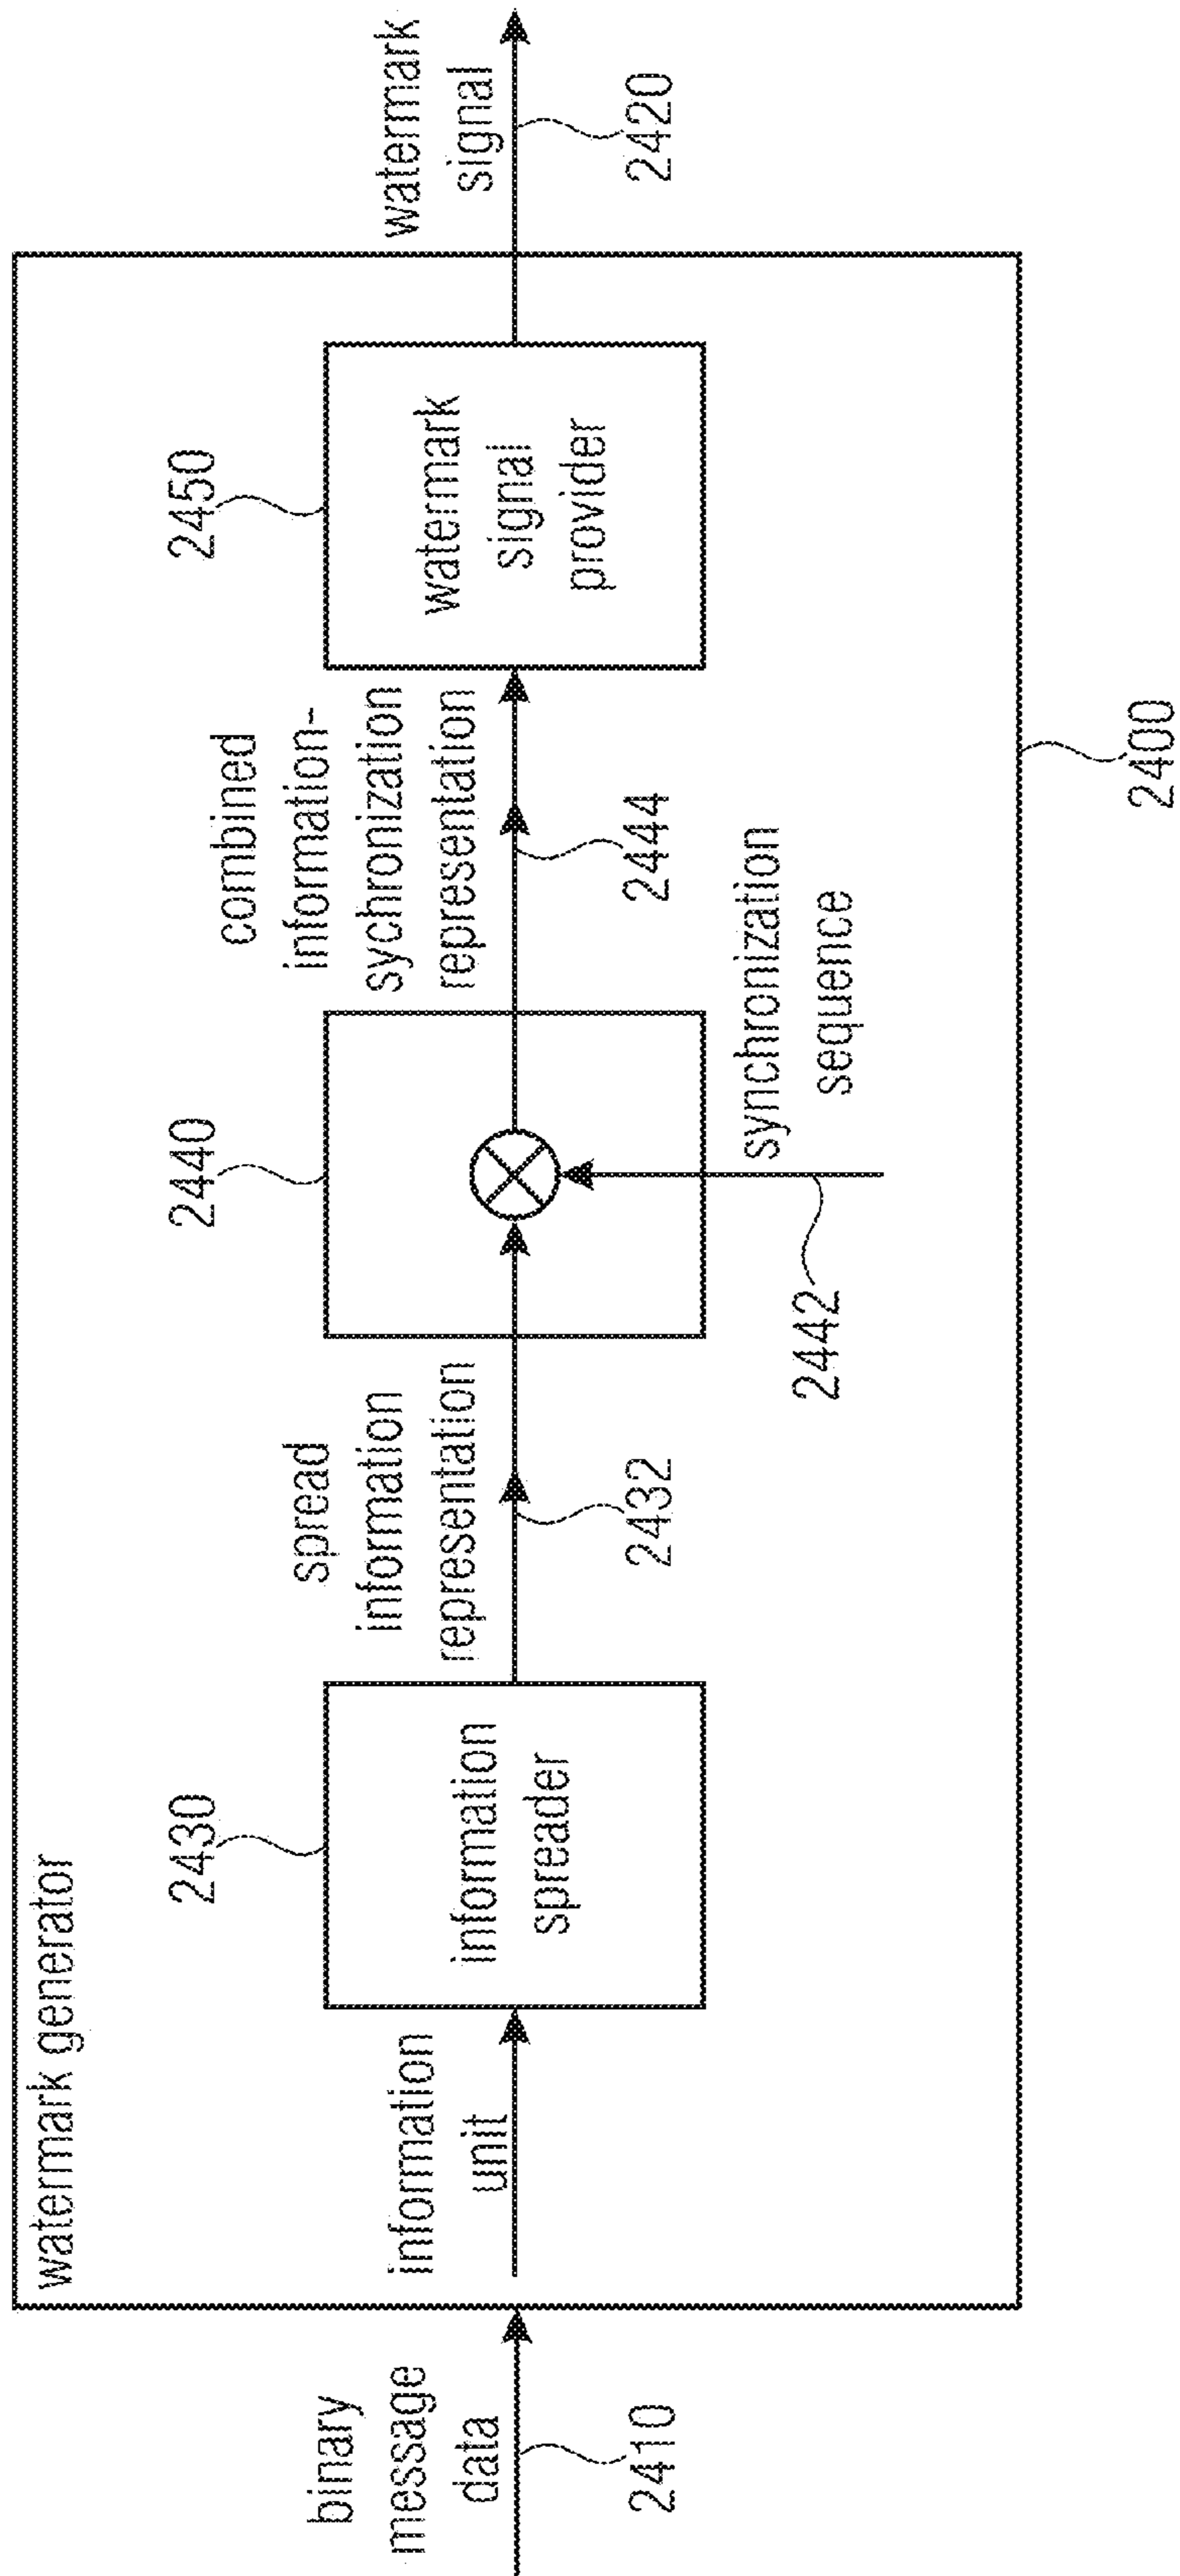 watermark generator
binary
message
data
2410
information
unit
2430
information
spreader
spread
information
representation
2432
2440
2442
synchronization
sequence
combined
information-
sychronization
representation
2444
2450
watermark
signal
provider
watermark
signal
2420
2400